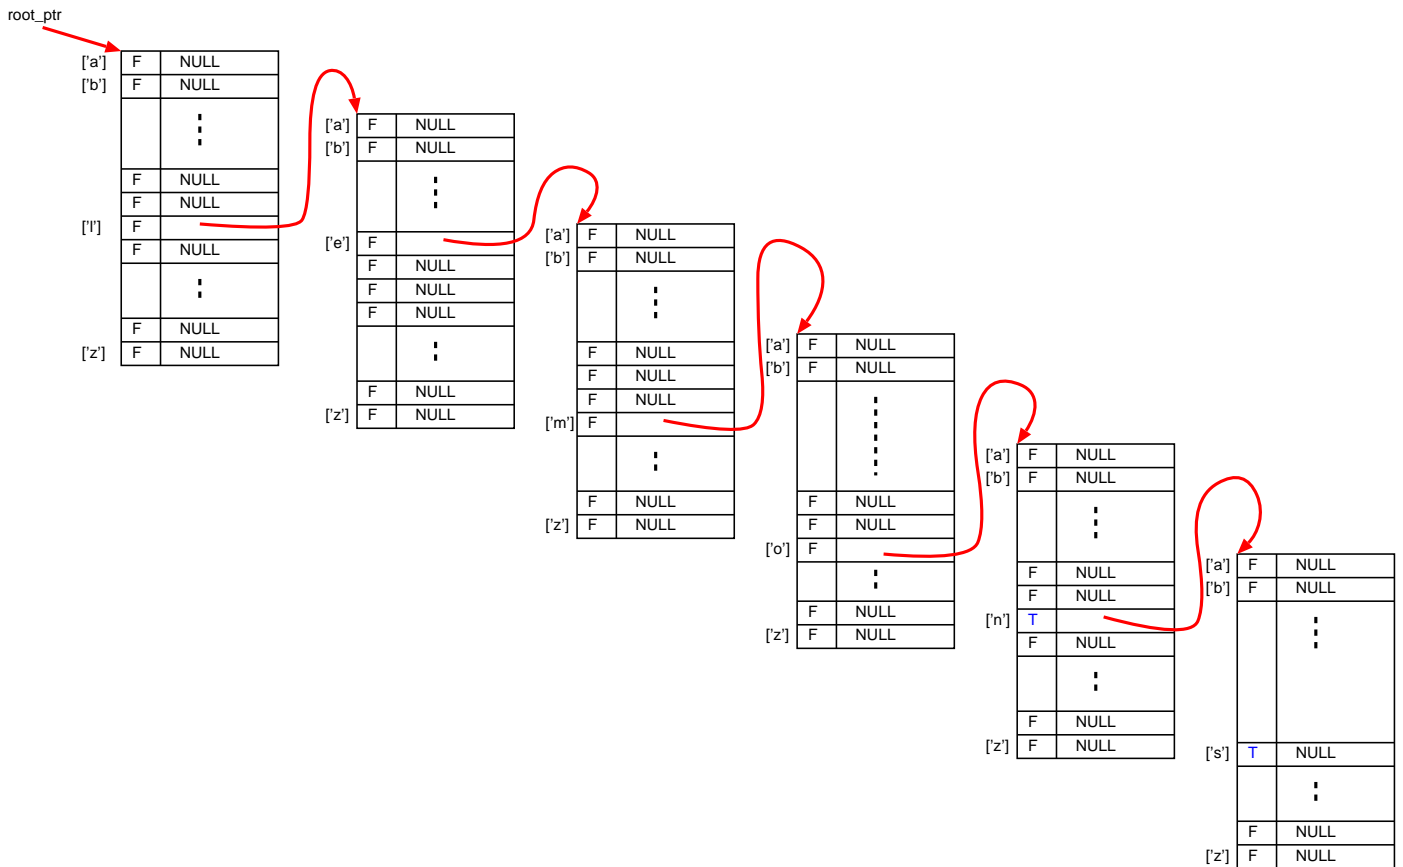 root_ptr
['a'] F NULL
['b'] F NULL
F NULL
F NULL
['l'] F
F NULL
F NULL
['z'] F NULL
['a'] F NULL
['b'] F NULL
['e'] F
F NULL
F NULL
F NULL
F NULL
['z'] F NULL
['a'] F NULL
['b'] F NULL
F NULL
F NULL
F NULL
['m'] F
F NULL
['z'] F NULL
['a'] F NULL
['b'] F NULL
F NULL
F NULL
['o'] F
F NULL
['z'] F NULL
['a'] F NULL
['b'] F NULL
F NULL
F NULL
['n'] T
F NULL
F NULL
['z'] F NULL
['a'] F NULL
['b'] F NULL
['s'] T NULL
F NULL
['z'] F NULL